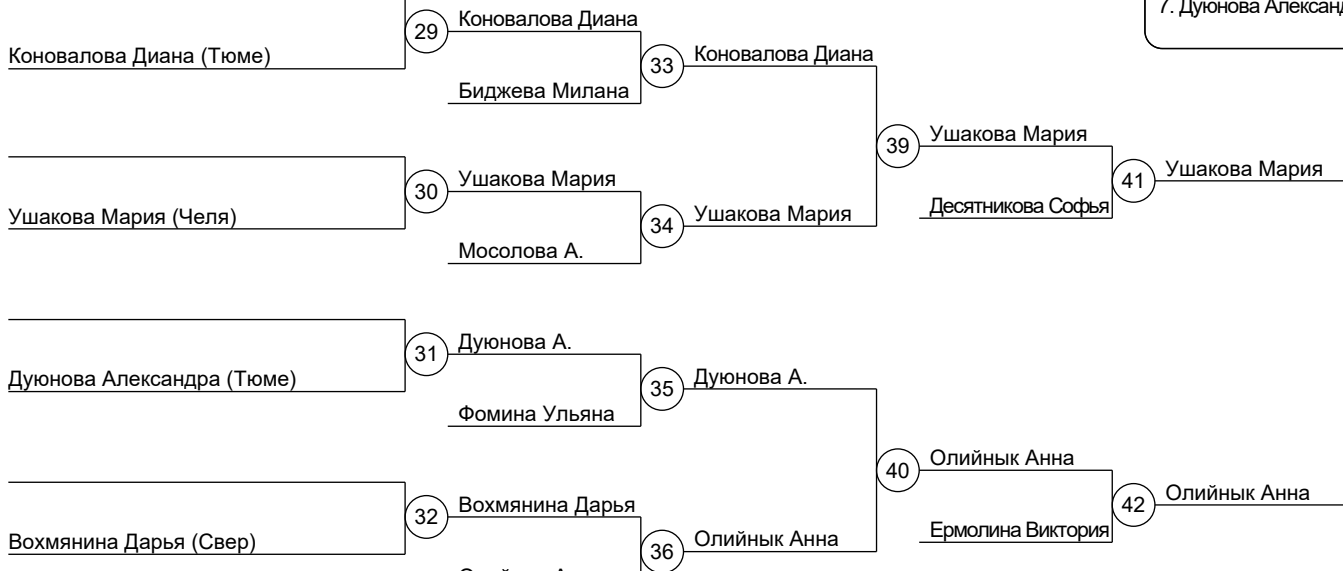 7. Дуюнова
29
Коновалова Диана
Коновалова Диана (Тюме)
33
Коновалова Диана
Биджева Милана
39
Ушакова Мария
30
Ушакова Мария
41
Ушакова Мария
Ушакова Мария (Челя)
34
Ушакова Мария
Десятникова Софья
Мосолова А.
31
Дуюнова А.
Дуюнова Александра (Тюме)
35
Дуюнова А.
Фомина Ульяна
40
Олийнык Анна
32
Вохмянина Дарья
42
Олийнык Анна
Вохмянина Дарья (Свер)
36
Олийнык Анна
Ермолина Виктория